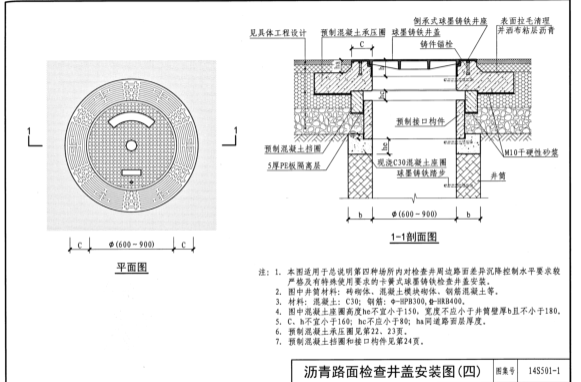 倒承式球墨铸铁井座
表面拉毛清理
见具体工程设计
预制混凝土承压圈
球墨铸铁井盖
并洒布粘层沥青
C
铸件锚栓
h
hc
1
1
预制接口构件
预制混凝土挡圈
M10干硬性砂浆
5厚PE板隔离层
he
现浇C30混凝土座圈
球墨铸铁踏步
井筒
C
ϕ(600~900)
C
b
ϕ(600~900)
b
平面图
1-1剖面图
注: 1. 本图适用于总说明第四种场所内对检查井周边路面差异沉降控制水平要求较
严格及有特殊使用要求的卡簧式球墨铸铁检查井盖安装。
2. 图中井筒材料: 砖砌体、混凝土模块砌体、钢筋混凝土等。
3. 材料: 混凝土: C30; 钢筋: ϕ-HPB300,Φ-HRB400。
4. 图中混凝土座圈高度he不宜小于150, 宽度不应小于井筒壁厚b且不小于180。
5. C、h不宜小于160; hc不应小于80; ha同道路面层厚度。
6. 预制混凝土承压圈见第22、23页。
7. 预制混凝土挡圈和接口构件见第24页。
沥青路面检查井盖安装图(四)
图集号
14S501-1